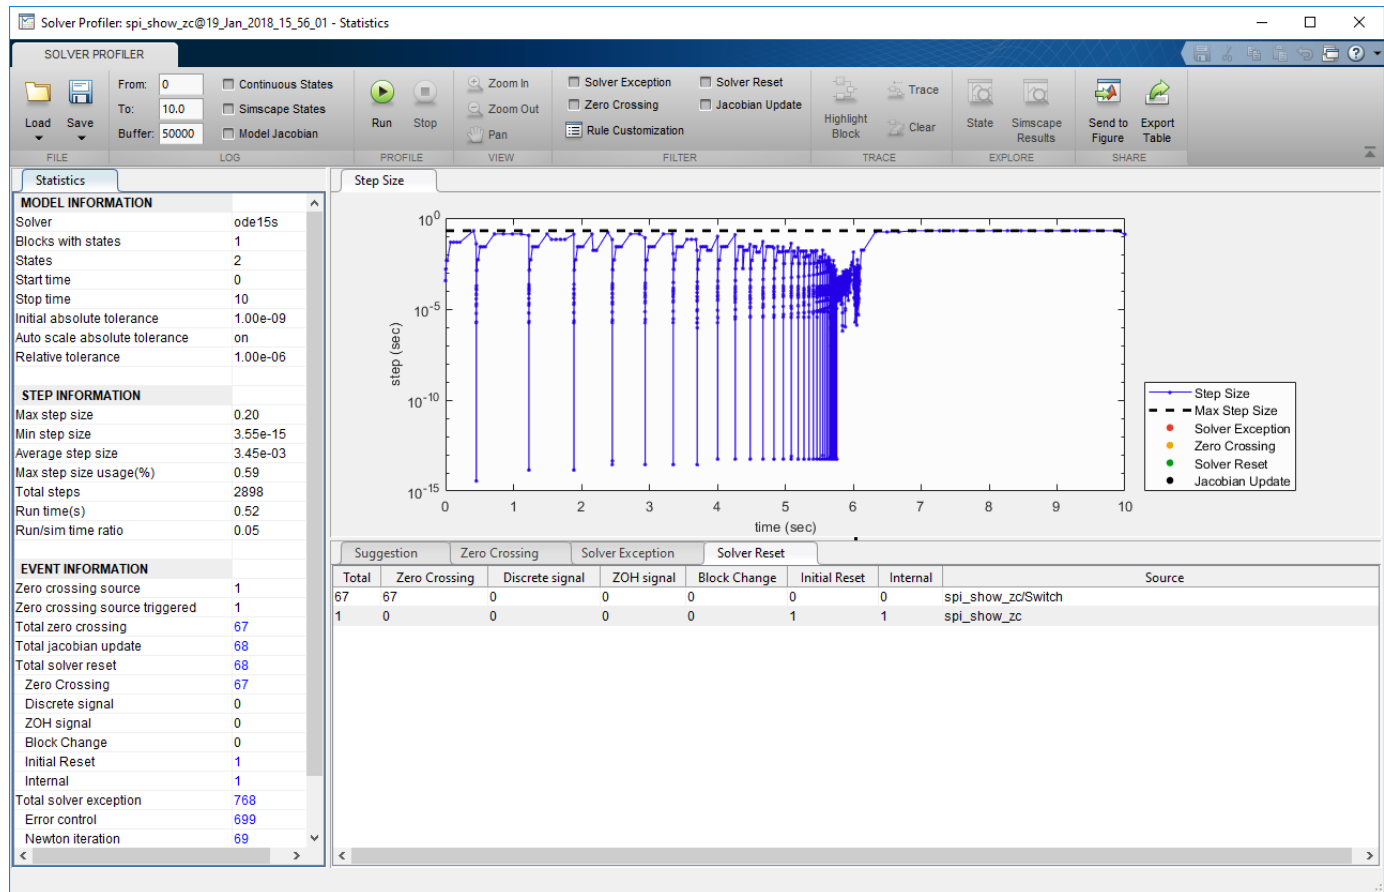 Solver Profiler: spi_show_zc@19_Jan_2018_15_56_01 - Statistics
SOLVER PROFILER
From: 0
To: 10.0
Buffer: 50000
Load
Save
Continuous States
Simscape States
Model Jacobian
Run
Stop
Zoom In
Zoom Out
Pan
Solver Exception
Solver Reset
Zero Crossing
Jacobian Update
Rule Customization
Highlight
Block
Trace
Clear
State
Simscape
Results
Send to
Figure
Export
Table
FILE
LOG
PROFILE
VIEW
FILTER
TRACE
EXPLORE
SHARE
Statistics
MODEL INFORMATION
Solver ode15s
Blocks with states 1
States 2
Start time 0
Stop time 10
Initial absolute tolerance 1.00e-09
Auto scale absolute tolerance on
Relative tolerance 1.00e-06
STEP INFORMATION
Max step size 0.20
Min step size 3.55e-15
Average step size 3.45e-03
Max step size usage(%) 0.59
Total steps 2898
Run time(s) 0.52
Run/sim time ratio 0.05
EVENT INFORMATION
Zero crossing source 1
Zero crossing source triggered 1
Total zero crossing 67
Total jacobian update 68
Total solver reset 68
Zero Crossing 67
Discrete signal 0
ZOH signal 0
Block Change 0
Initial Reset 1
Internal 1
Total solver exception 768
Error control 699
Newton iteration 69
Step Size
10^0
10^-5
10^-10
10^-15
step (sec)
0 1 2 3 4 5 6 7 8 9 10
time (sec)
Step Size
Max Step Size
Solver Exception
Zero Crossing
Solver Reset
Jacobian Update
Suggestion Zero Crossing Solver Exception Solver Reset
Total Zero Crossing Discrete signal ZOH signal Block Change Initial Reset Internal Source
67 67 0 0 0 0 0 spi_show_zc/Switch
1 0 0 0 0 1 1 spi_show_zc